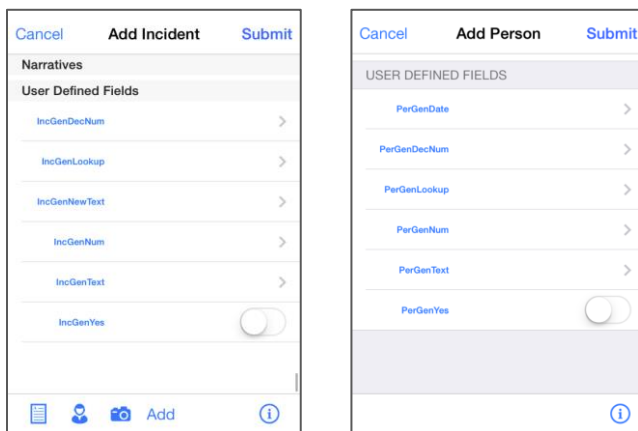 Cancel Add Incident Submit
Narratives
User Defined Fields
IncGenDecNum
IncGenLookup
IncGenNewText
IncGenNum
IncGenText
IncGenYes
Add
Cancel Add Person Submit
USER DEFINED FIELDS
PerGenDate
PerGenDecNum
PerGenLookup
PerGenNum
PerGenText
PerGenYes